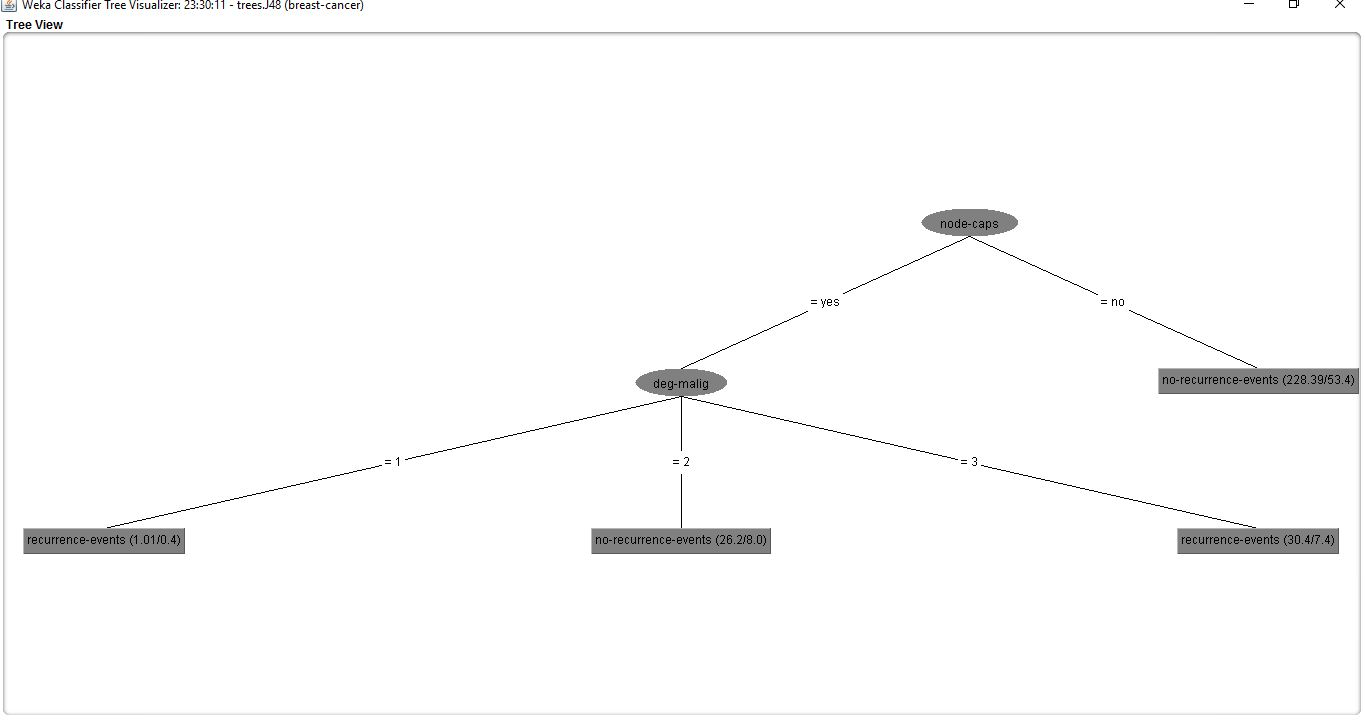 Weka Classifier Tree Visualizer: 23:30:11 - trees.J48 (breast-cancer)
Tree View
node-caps
= yes
= no
deg-malig
no-recurrence-events (228.39/53.4)
= 1
= 2
= 3
recurrence-events (1.01/0.4)
no-recurrence-events (26.2/8.0)
recurrence-events (30.4/7.4)